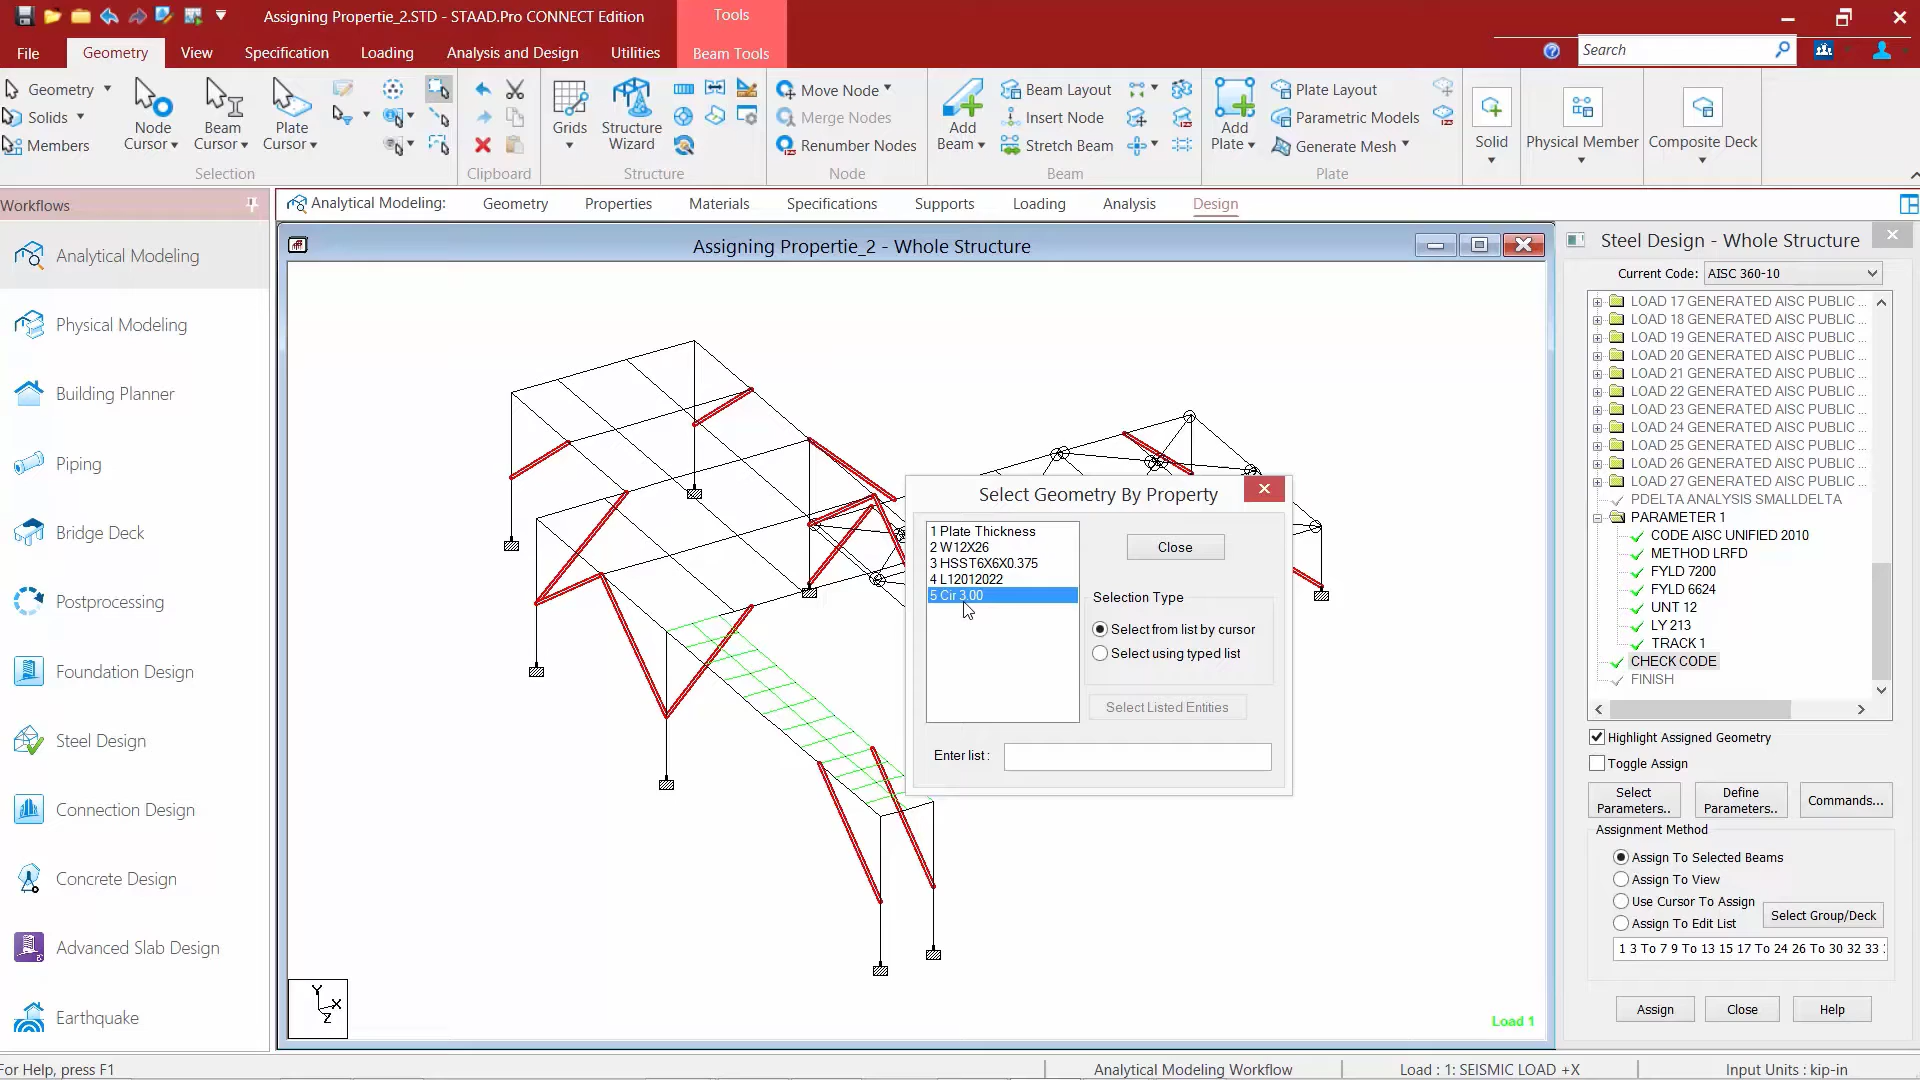 Assigning Propertie_2.STD - STAAD.Pro CONNECT Edition
Tools
File
Geometry
View
Specification
Loading
Analysis and Design
Utilities
Beam Tools
Search
Geometry
Solids
Members
Node
Cursor
Beam
Cursor
Plate
Cursor
Selection
Clipboard
Grids
Structure
Wizard
Structure
Move Node
Merge Nodes
Renumber Nodes
Node
Add
Beam
Beam Layout
Insert Node
Stretch Beam
Beam
Add
Plate
Plate Layout
Parametric Models
Generate Mesh
Plate
Solid
Physical Member
Composite Deck
Workflows
Analytical Modeling
Physical Modeling
Building Planner
Piping
Bridge Deck
Postprocessing
Foundation Design
Steel Design
Connection Design
Concrete Design
Advanced Slab Design
Earthquake
Analytical Modeling:
Geometry
Properties
Materials
Specifications
Supports
Loading
Analysis
Design
Assigning Propertie_2 - Whole Structure
Select Geometry By Property
1 Plate Thickness
2 W12X26
3 HSST6X6X0.375
4 L12012022
5 Cir 3.00
Close
Selection Type
Select from list by cursor
Select using typed list
Select Listed Entities
Enter list :
Y
X
Z
Load 1
Steel Design - Whole Structure
Current Code: AISC 360-10
LOAD 17 GENERATED AISC PUBLIC ...
LOAD 18 GENERATED AISC PUBLIC ...
LOAD 19 GENERATED AISC PUBLIC ...
LOAD 20 GENERATED AISC PUBLIC ...
LOAD 21 GENERATED AISC PUBLIC ...
LOAD 22 GENERATED AISC PUBLIC ...
LOAD 23 GENERATED AISC PUBLIC ...
LOAD 24 GENERATED AISC PUBLIC ...
LOAD 25 GENERATED AISC PUBLIC ...
LOAD 26 GENERATED AISC PUBLIC ...
LOAD 27 GENERATED AISC PUBLIC ...
PDELTA ANALYSIS SMALLDELTA
PARAMETER 1
CODE AISC UNIFIED 2010
METHOD LRFD
FYLD 7200
FYLD 6624
UNT 12
LY 213
TRACK 1
CHECK CODE
FINISH
Highlight Assigned Geometry
Toggle Assign
Select
Parameters..
Define
Parameters..
Commands...
Assignment Method
Assign To Selected Beams
Assign To View
Use Cursor To Assign
Assign To Edit List
Select Group/Deck
1 3 To 7 9 To 13 15 17 To 24 26 To 30 32 33
Assign
Close
Help
For Help, press F1
Analytical Modeling Workflow
Load : 1: SEISMIC LOAD +X
Input Units : kip-in